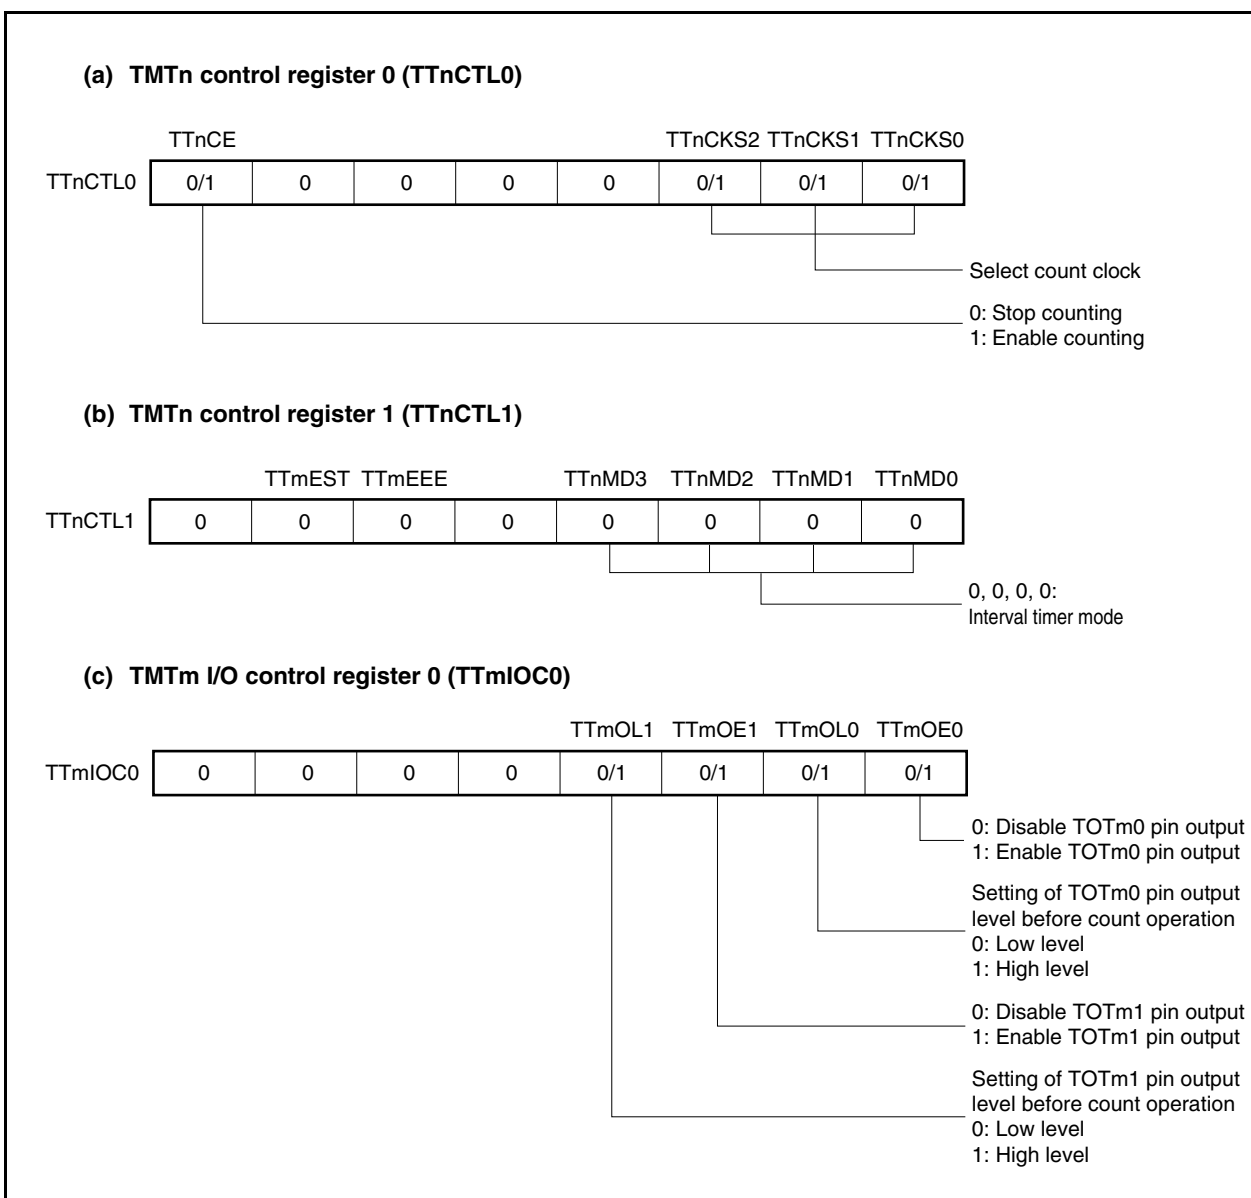 (a) TMTn control register 0 (TTnCTL0)
TTnCE TTnCKS2 TTnCKS1 TTnCKS0
TTnCTL0 0/1 0 0 0 0 0/1 0/1 0/1
Select count clock
0: Stop counting
1: Enable counting
(b) TMTn control register 1 (TTnCTL1)
TTmEST TTmEEE TTnMD3 TTnMD2 TTnMD1 TTnMD0
TTnCTL1 0 0 0 0 0 0 0 0
0, 0, 0, 0:
Interval timer mode
(c) TMTm I/O control register 0 (TTmIOC0)
TTmOL1 TTmOE1 TTmOL0 TTmOE0
TTmIOC0 0 0 0 0 0/1 0/1 0/1 0/1
0: Disable TOTm0 pin output
1: Enable TOTm0 pin output
Setting of TOTm0 pin output
level before count operation
0: Low level
1: High level
0: Disable TOTm1 pin output
1: Enable TOTm1 pin output
Setting of TOTm1 pin output
level before count operation
0: Low level
1: High level